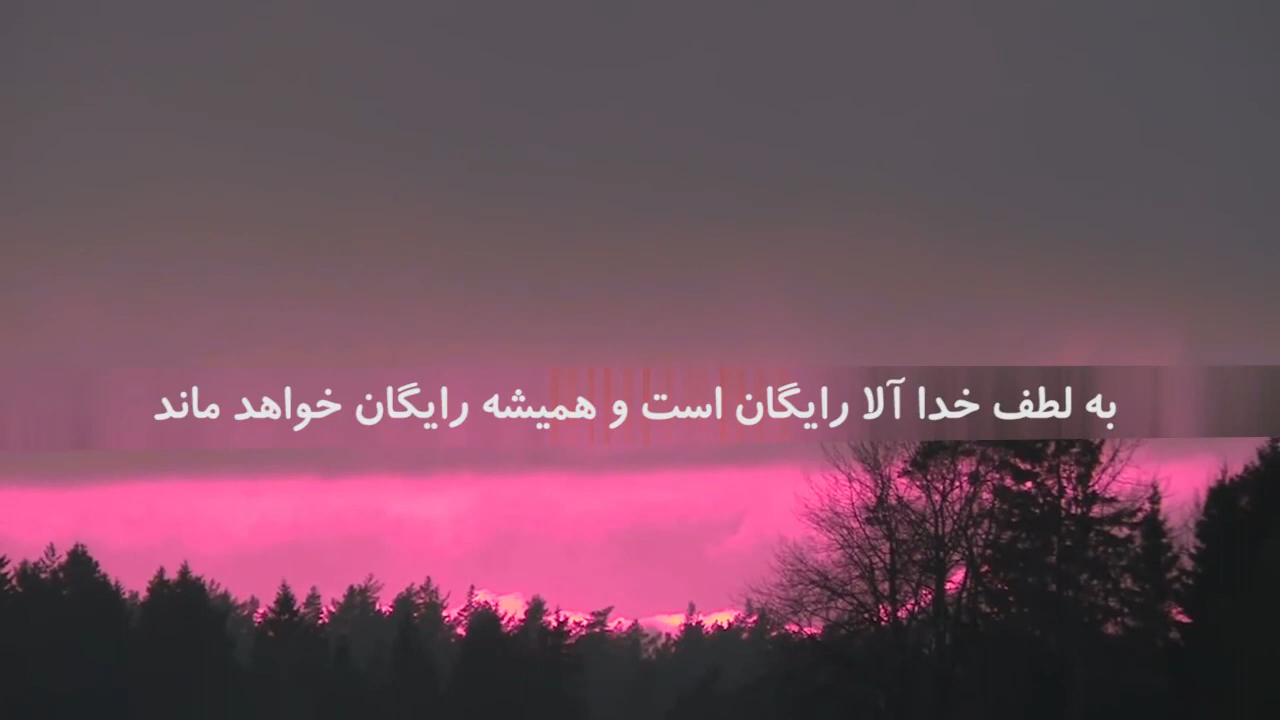 به لطف خدا آلا رایگان است و همیشه رایگان خواهد ماند